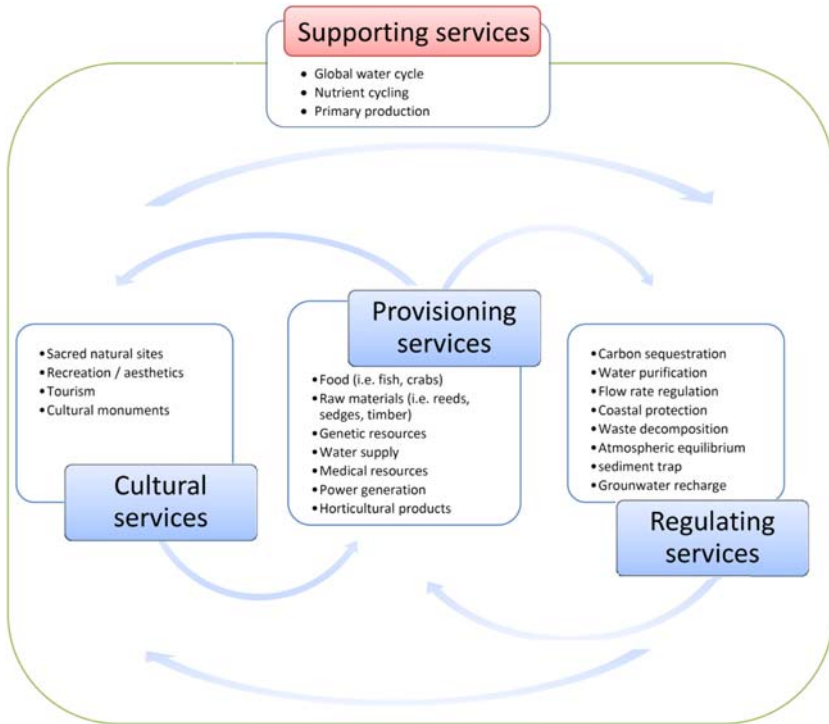 Supporting services
• Global water cycle
• Nutrient cycling
• Primary production
• Sacred natural sites
• Recreation / aesthetics
• Tourism
• Cultural monuments
Cultural
services
Provisioning
services
• Food (i.e. fish, crabs)
• Raw materials (i.e. reeds,
sedges, timber)
• Genetic resources
• Water supply
• Medical resources
• Power generation
• Horticultural products
• Carbon sequestration
• Water purification
• Flow rate regulation
• Coastal protection
• Waste decomposition
• Atmospheric equilibrium
• sediment trap
• Grounwater recharge
Regulating
services